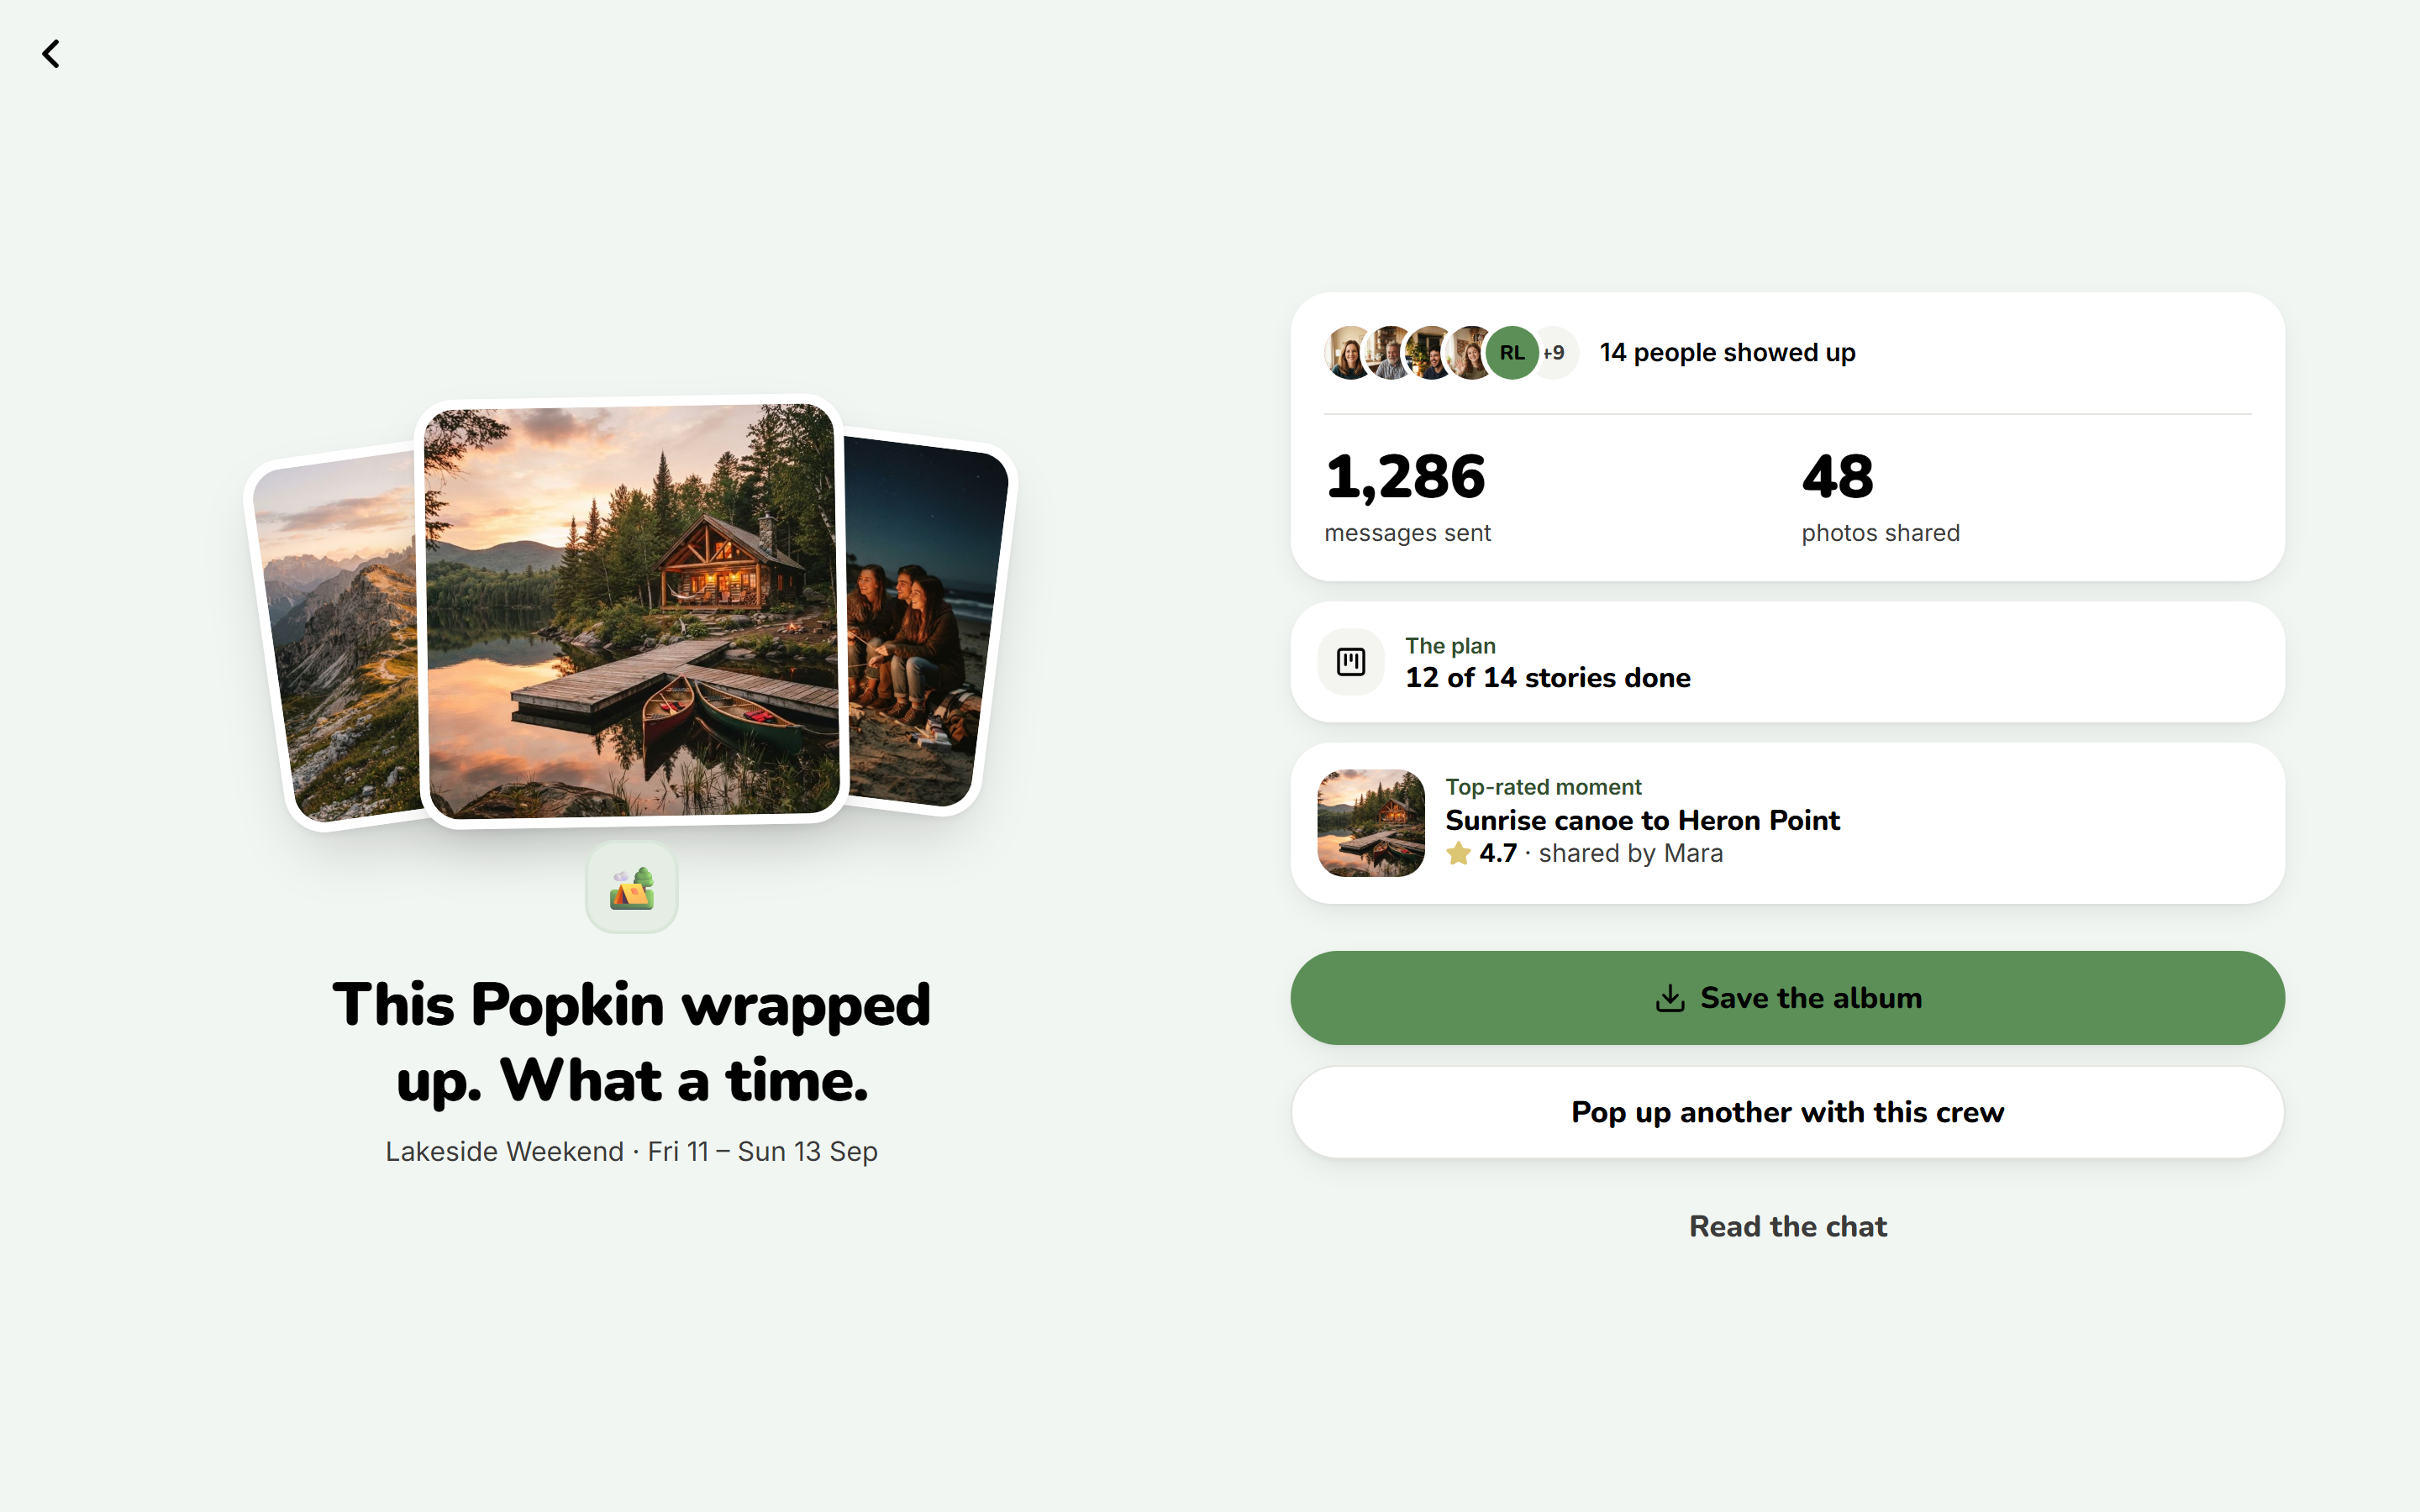 This Popkin wrapped
up. What a time.
Lakeside Weekend · Fri 11 – Sun 13 Sep
RL
+9
14 people showed up
1,286
messages sent
48
photos shared
The plan
12 of 14 stories done
Top-rated moment
Sunrise canoe to Heron Point
4.7 · shared by Mara
Save the album
Pop up another with this crew
Read the chat